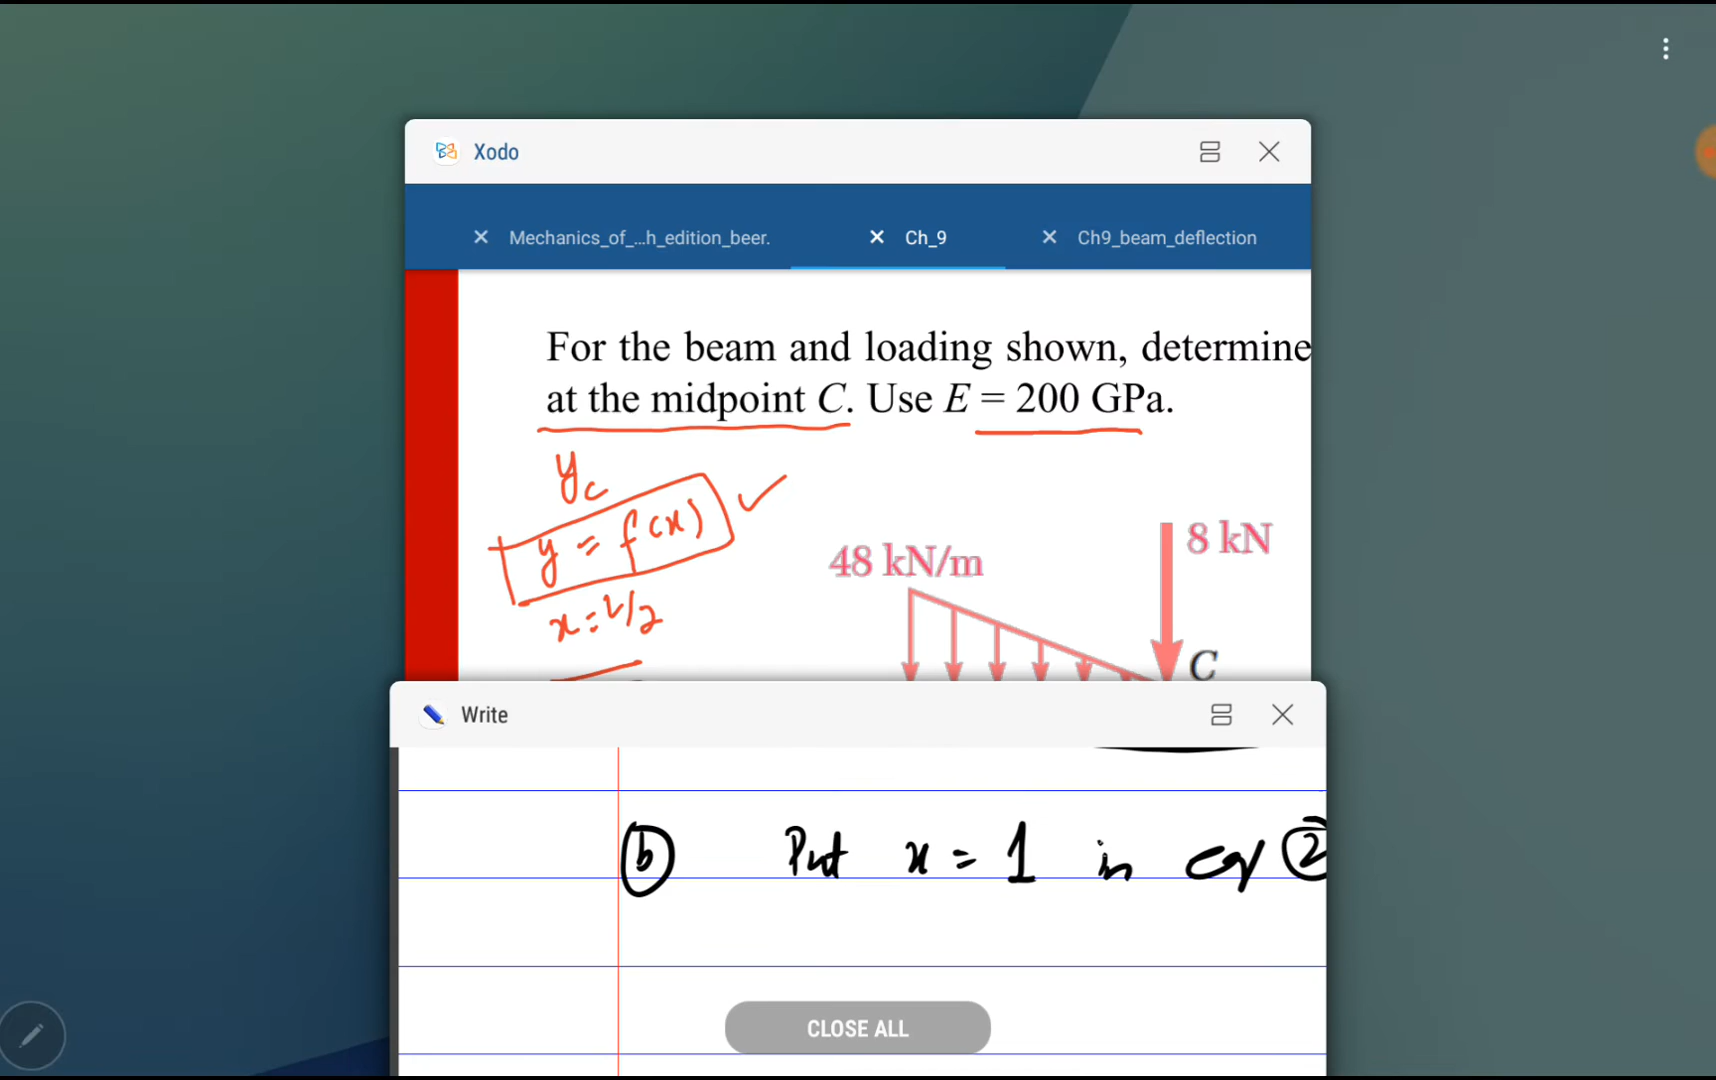 Xodo
Mechanics_of_...h_edition_beer.
Ch_9
Ch9_beam_deflection
For the beam and loading shown, determine
at the midpoint C. Use E = 200 GPa.
yc
y = f(x)
x = L/2
48 kN/m
8 kN
C
Write
b Put x = 1 in eq 2
CLOSE ALL